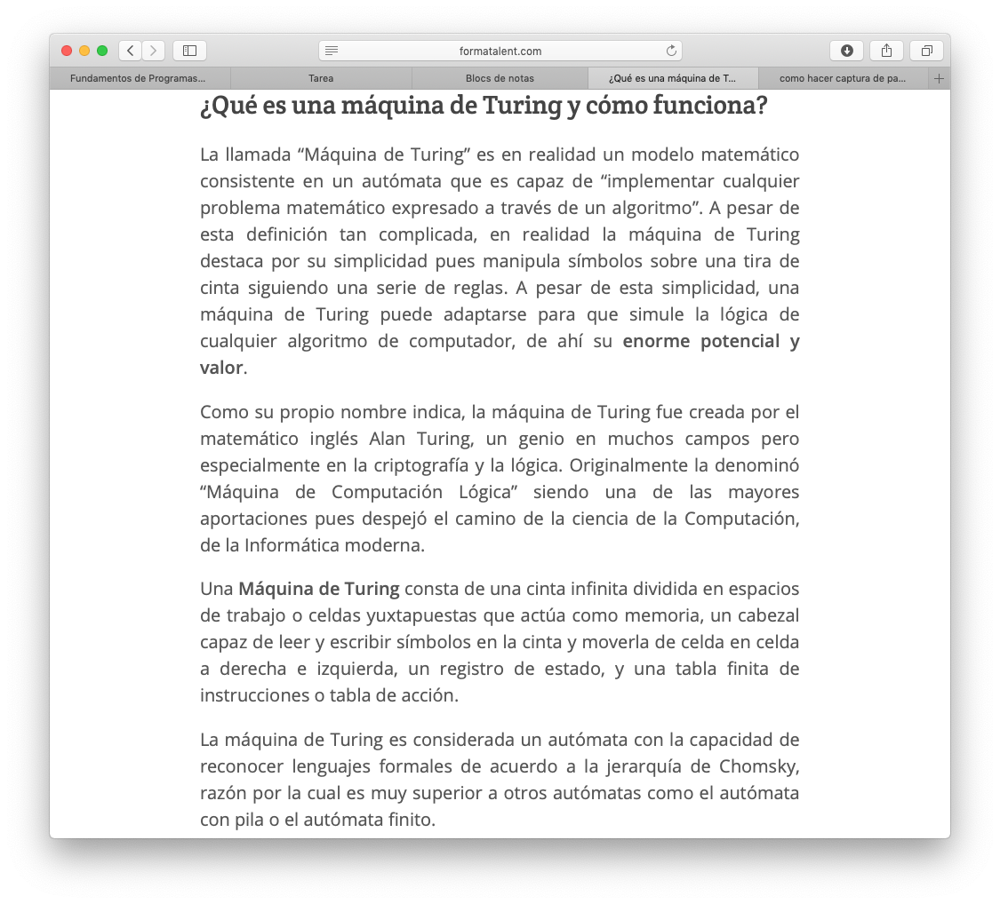 formatalent.com
Fundamentos de Programas...
Tarea
Blocs de notas
¿Qué es una máquina de T...
como hacer captura de pa...
¿Qué es una máquina de Turing y cómo funciona?
La llamada “Máquina de Turing” es en realidad un modelo matemático
consistente en un autómata que es capaz de “implementar cualquier
problema matemático expresado a través de un algoritmo”. A pesar de
esta definición tan complicada, en realidad la máquina de Turing
destaca por su simplicidad pues manipula símbolos sobre una tira de
cinta siguiendo una serie de reglas. A pesar de esta simplicidad, una
máquina de Turing puede adaptarse para que simule la lógica de
cualquier algoritmo de computador, de ahí su enorme potencial y
valor.
Como su propio nombre indica, la máquina de Turing fue creada por el
matemático inglés Alan Turing, un genio en muchos campos pero
especialmente en la criptografía y la lógica. Originalmente la denominó
“Máquina de Computación Lógica” siendo una de las mayores
aportaciones pues despejó el camino de la ciencia de la Computación,
de la Informática moderna.
Una Máquina de Turing consta de una cinta infinita dividida en espacios
de trabajo o celdas yuxtapuestas que actúa como memoria, un cabezal
capaz de leer y escribir símbolos en la cinta y moverla de celda en celda
a derecha e izquierda, un registro de estado, y una tabla finita de
instrucciones o tabla de acción.
La máquina de Turing es considerada un autómata con la capacidad de
reconocer lenguajes formales de acuerdo a la jerarquía de Chomsky,
razón por la cual es muy superior a otros autómatas como el autómata
con pila o el autómata finito.